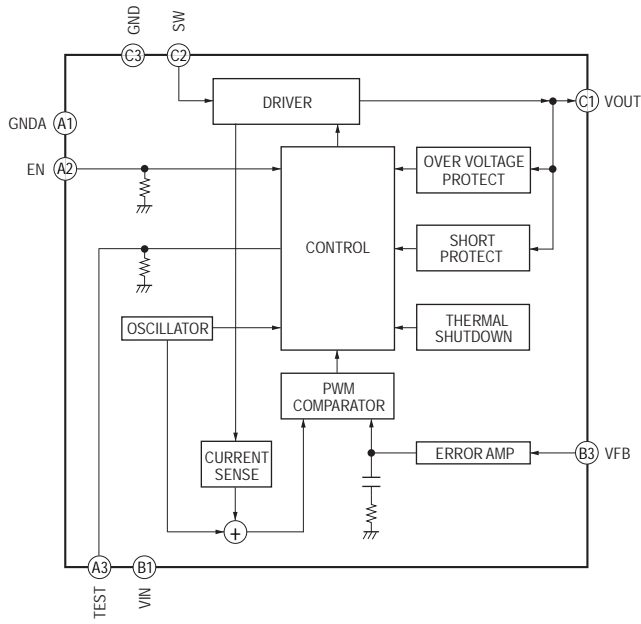 GND
SW
C3
C2
DRIVER
C1
VOUT
GNDA
A1
EN
A2
OVER VOLTAGE
PROTECT
CONTROL
SHORT
PROTECT
OSCILLATOR
THERMAL
SHUTDOWN
PWM
COMPARATOR
CURRENT
SENSE
ERROR AMP
B3
VFB
+
A3
B1
TEST
VIN